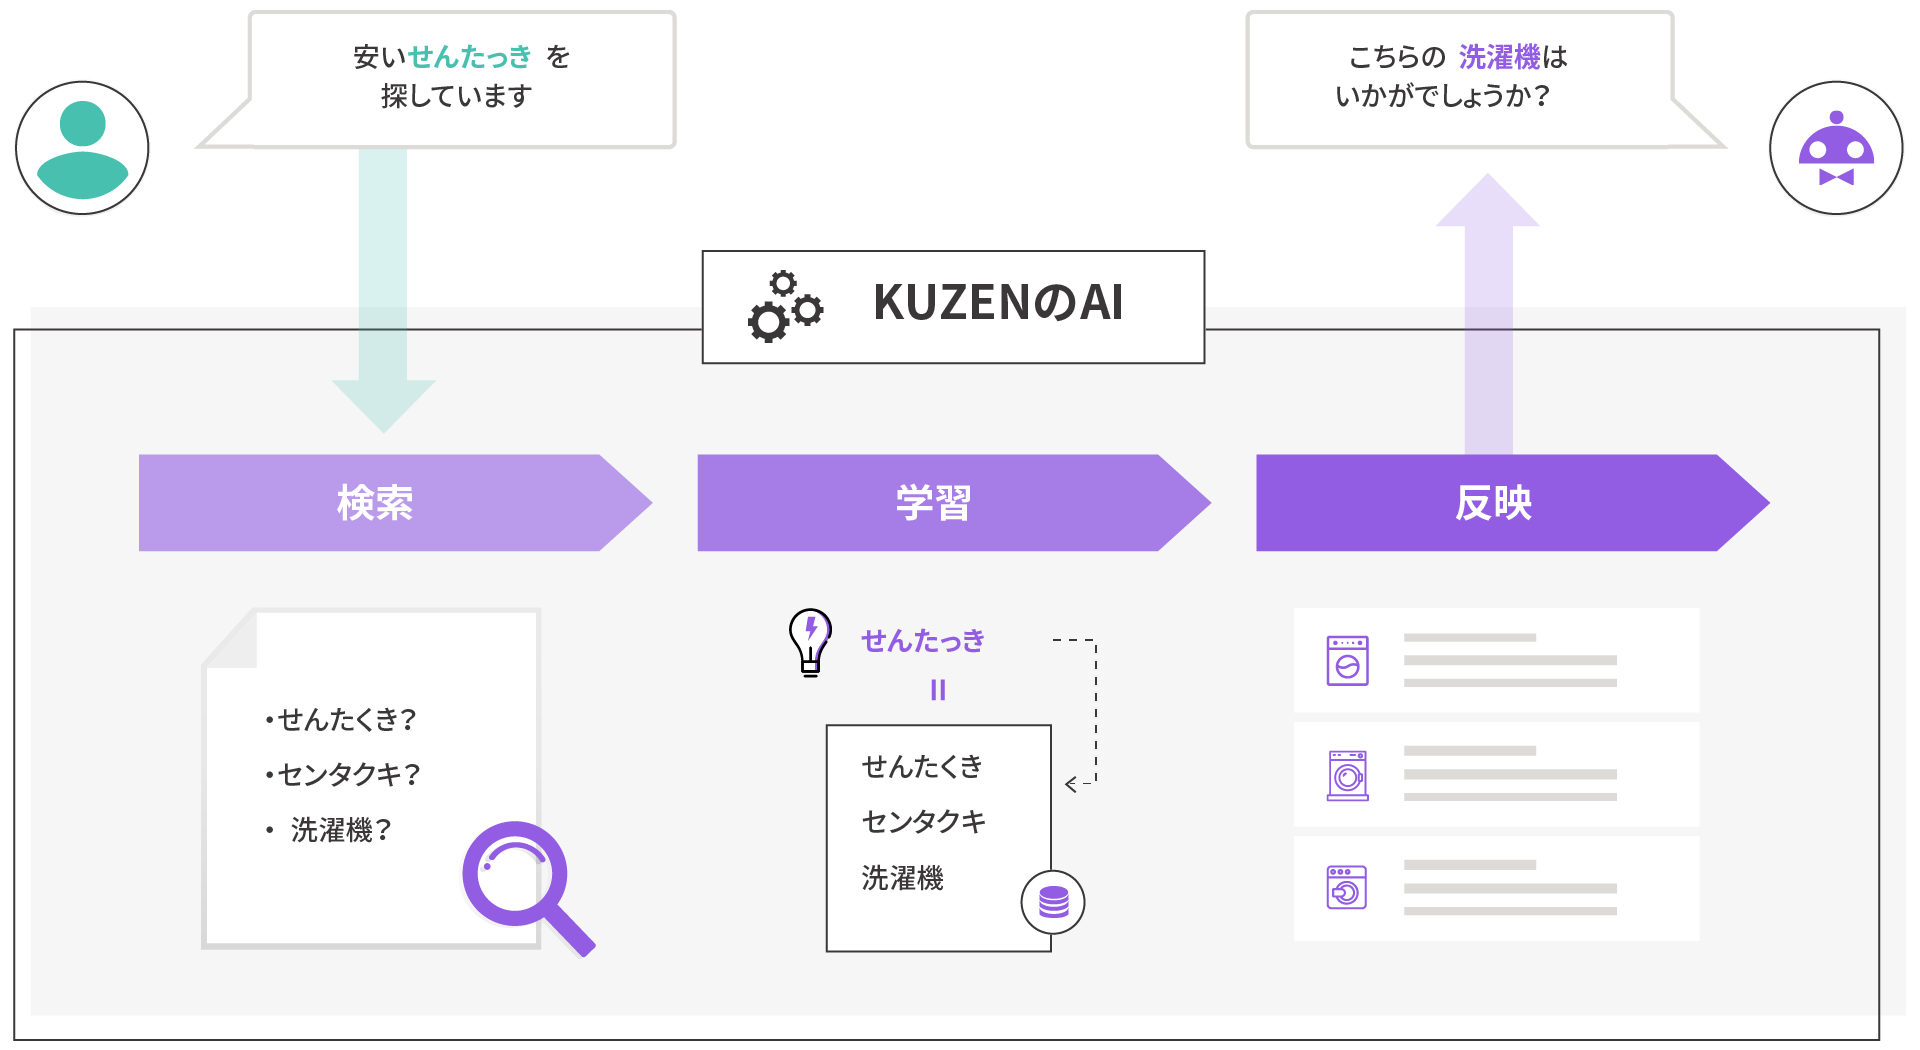 安いせんたっき を
探しています
こちらの 洗濯機は
いかがでしょうか？
KUZENのAI
検索
学習
反映
・せんたくき？
・センタクキ？
・ 洗濯機？
せんたっき
＝
せんたくき
センタクキ
洗濯機